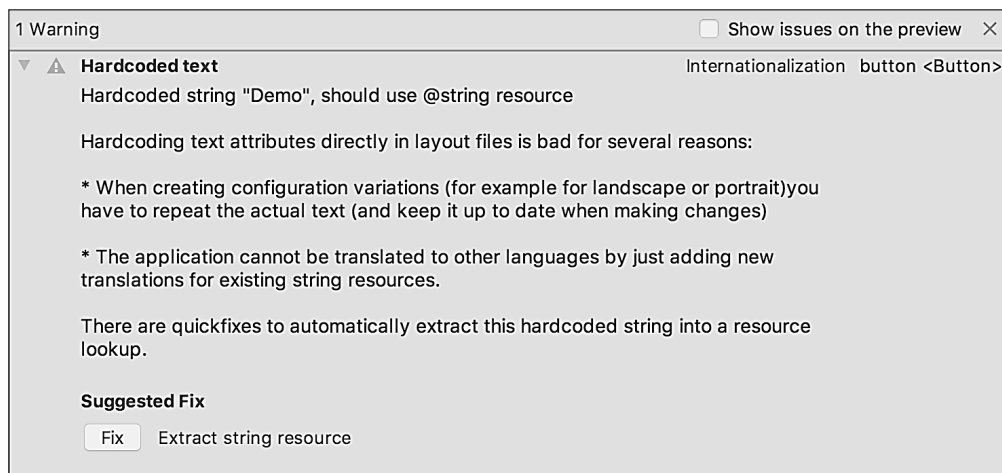 1 Warning Show issues on the preview ×
Hardcoded text Internationalization button <Button>
Hardcoded string "Demo", should use @string resource
Hardcoding text attributes directly in layout files is bad for several reasons:
* When creating configuration variations (for example for landscape or portrait)you
have to repeat the actual text (and keep it up to date when making changes)
* The application cannot be translated to other languages by just adding new
translations for existing string resources.
There are quickfixes to automatically extract this hardcoded string into a resource
lookup.
Suggested Fix
Fix Extract string resource